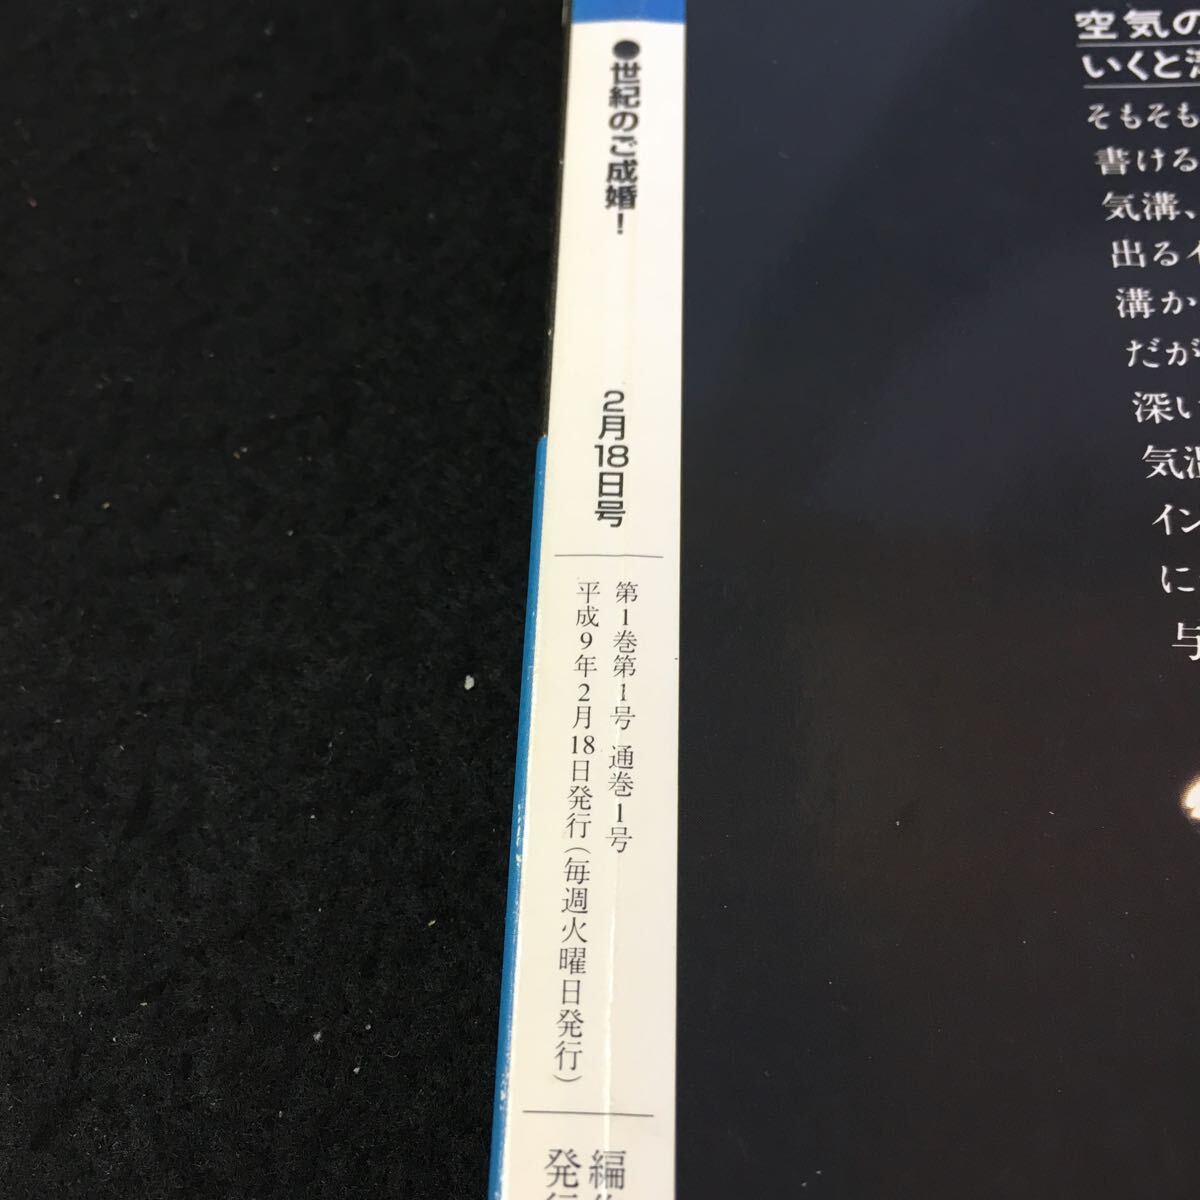 ●世紀のご成婚！
2月18日号
第1巻第1号 通巻1号
平成9年2月18日発行（毎週火曜日発行）
編
発行
空気の
いくと
そもそも
書ける
気溝、
出るイ
溝か
だが
深い
気温
イン
に
与